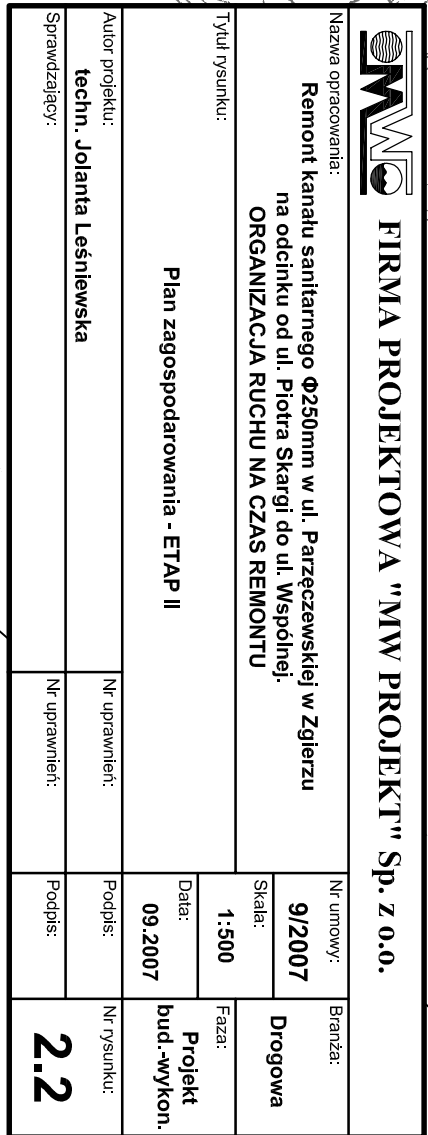 FIRMA PROJEKTOWA "MW PROJEKT" Sp. z o.o.
Nazwa opracowania:
Remont kanału sanitarnego Φ250mm w ul. Parzęczewskiej w Zgierzu
na odcinku od ul. Piotra Skargi do ul. Wspólnej.
ORGANIZACJA RUCHU NA CZAS REMONTU
Nr umowy:
9/2007
Branża:
Drogowa
Skala:
1:500
Tytuł rysunku:
Plan zagospodarowania - ETAP II
Data:
09.2007
Faza:
Projekt
bud.-wykon.
Autor projektu:
techn. Jolanta Leśniewska
Nr uprawnień:
Podpis:
Nr rysunku:
2.2
Sprawdzający:
Nr uprawnień:
Podpis: